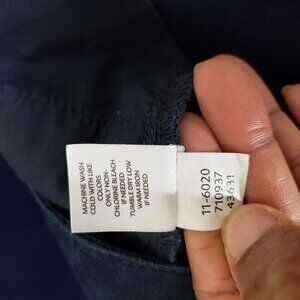 MACHINE WASH
COLD WITH LIKE
COLORS
ONLY NON-
CHLORINE BLEACH
IF NEEDED
TUMBLE DRY LOW
WARM IRON
IF NEEDED
11-6020
710937
43631